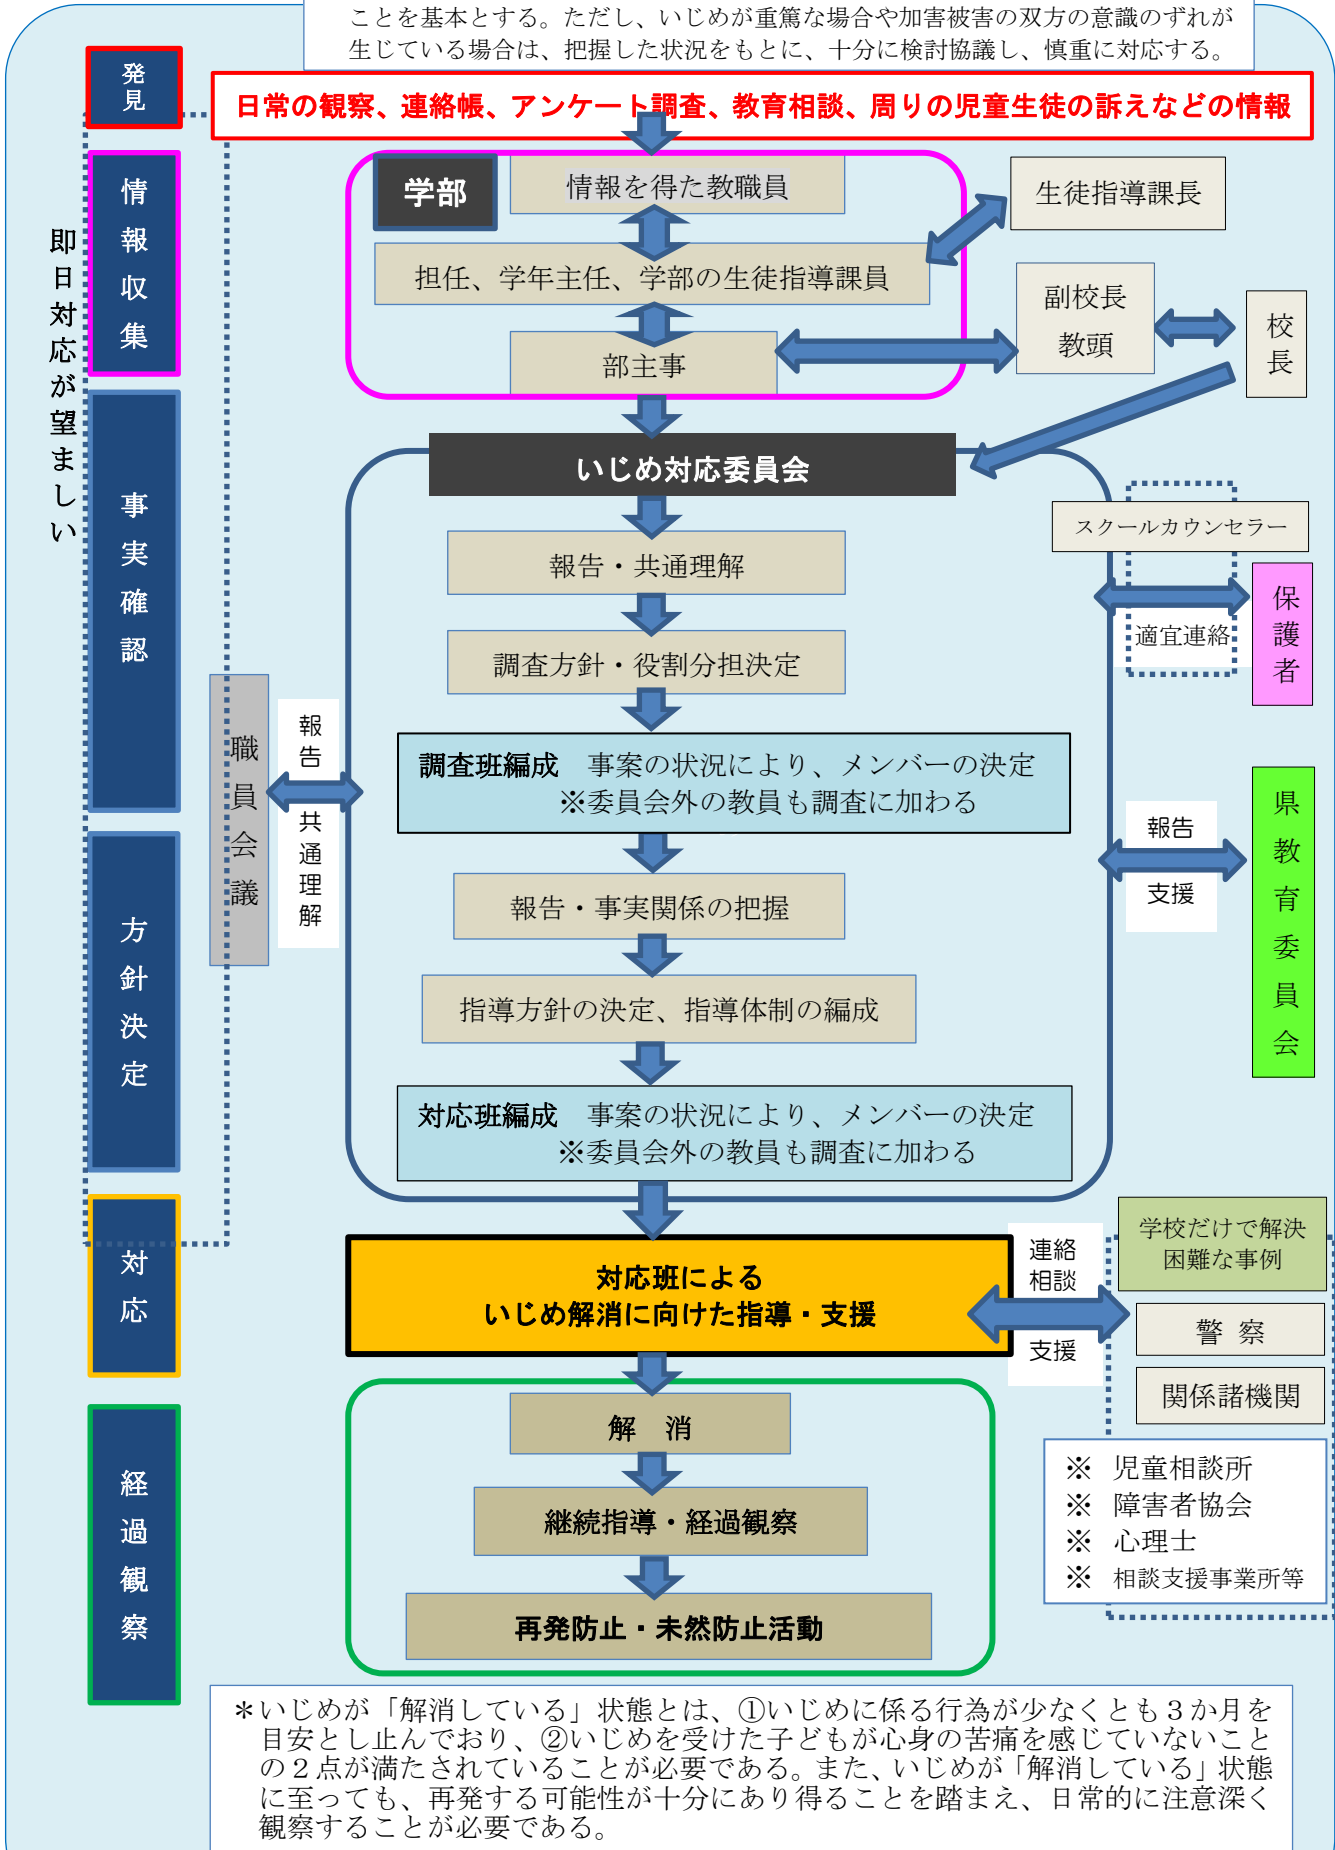 ことを基本とする。ただし、いじめが重篤な場合や加害被害の双方の意識のずれが
生じている場合は、把握した状況をもとに、十分に検討協議し、慎重に対応する。
発見
日常の観察、連絡帳、アンケート調査、教育相談、周りの児童生徒の訴えなどの情報
即日対応が望ましい
情報収集
学部
情報を得た教職員
生徒指導課長
担任、学年主任、学部の生徒指導課員
副校長
教頭
校長
部主事
事実確認
いじめ対応委員会
スクールカウンセラー
報告・共通理解
保護者
適宜連絡
調査方針・役割分担決定
職員会議
報告
共通理解
調査班編成　事案の状況により、メンバーの決定
※委員会外の教員も調査に加わる
県教育委員会
報告
支援
方針決定
報告・事実関係の把握
指導方針の決定、指導体制の編成
対応班編成　事案の状況により、メンバーの決定
※委員会外の教員も調査に加わる
対応
対応班による
いじめ解消に向けた指導・支援
連絡
相談
支援
学校だけで解決
困難な事例
警 察
関係諸機関
※　児童相談所
※　障害者協会
※　心理士
※　相談支援事業所等
経過観察
解　消
継続指導・経過観察
再発防止・未然防止活動
＊いじめが「解消している」状態とは、①いじめに係る行為が少なくとも３か月を
目安とし止んでおり、②いじめを受けた子どもが心身の苦痛を感じていないこと
の２点が満たされていることが必要である。また、いじめが「解消している」状態
に至っても、再発する可能性が十分にあり得ることを踏まえ、日常的に注意深く
観察することが必要である。